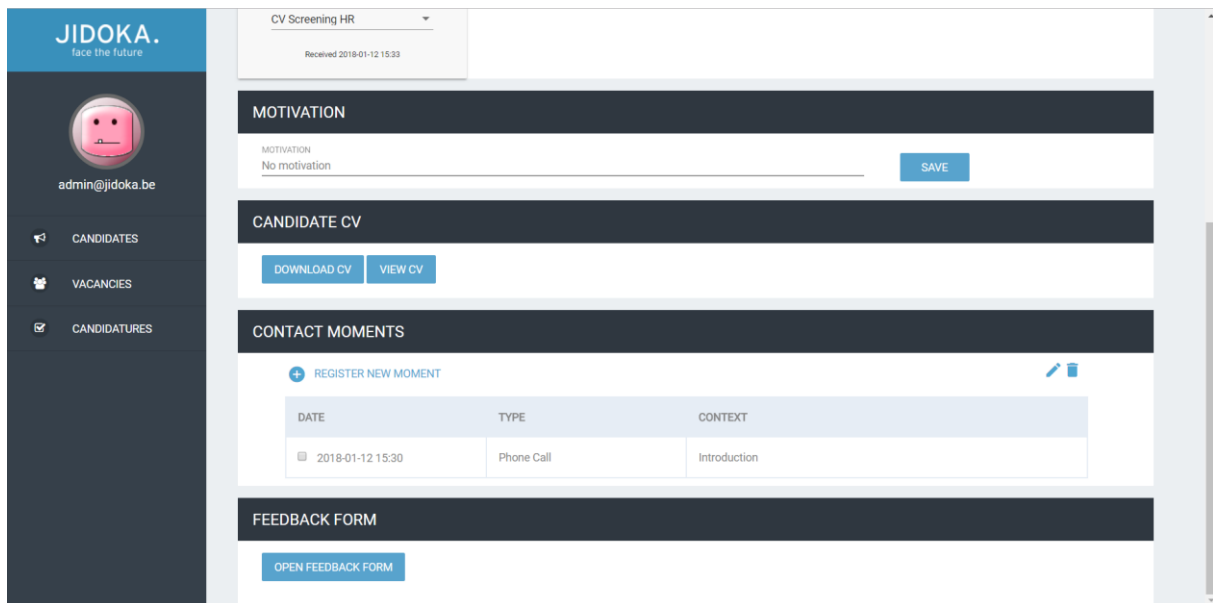 JIDOKA.
face the future
admin@jidoka.be
CANDIDATES
VACANCIES
CANDIDATURES
CV Screening HR
Received 2018-01-12 15:33
MOTIVATION
MOTIVATION
No motivation
SAVE
CANDIDATE CV
DOWNLOAD CV VIEW CV
CONTACT MOMENTS
REGISTER NEW MOMENT
DATE TYPE CONTEXT
2018-01-12 15:30 Phone Call Introduction
FEEDBACK FORM
OPEN FEEDBACK FORM